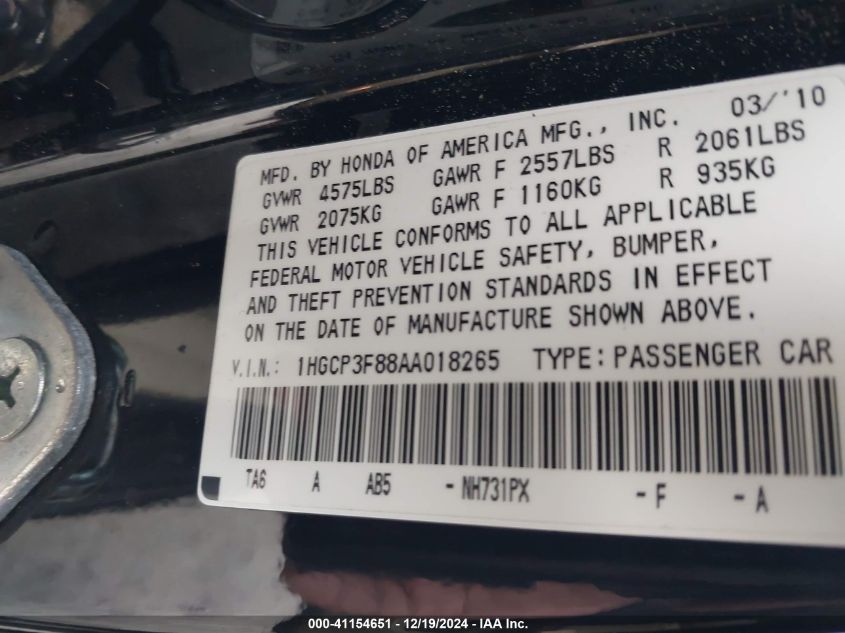 MFD. BY HONDA OF AMERICA MFG., INC. 03/'10
GVWR 4575LBS GAWR F 2557LBS R 2061LBS
GVWR 2075KG GAWR F 1160KG R 935KG
THIS VEHICLE CONFORMS TO ALL APPLICABLE
FEDERAL MOTOR VEHICLE SAFETY, BUMPER,
AND THEFT PREVENTION STANDARDS IN EFFECT
ON THE DATE OF MANUFACTURE SHOWN ABOVE.
V.I.N.: 1HGCP3F88AA018265 TYPE: PASSENGER CAR
TA6 A AB5 -NH731PX -F -A
000-41154651 - 12/19/2024 - IAA Inc.